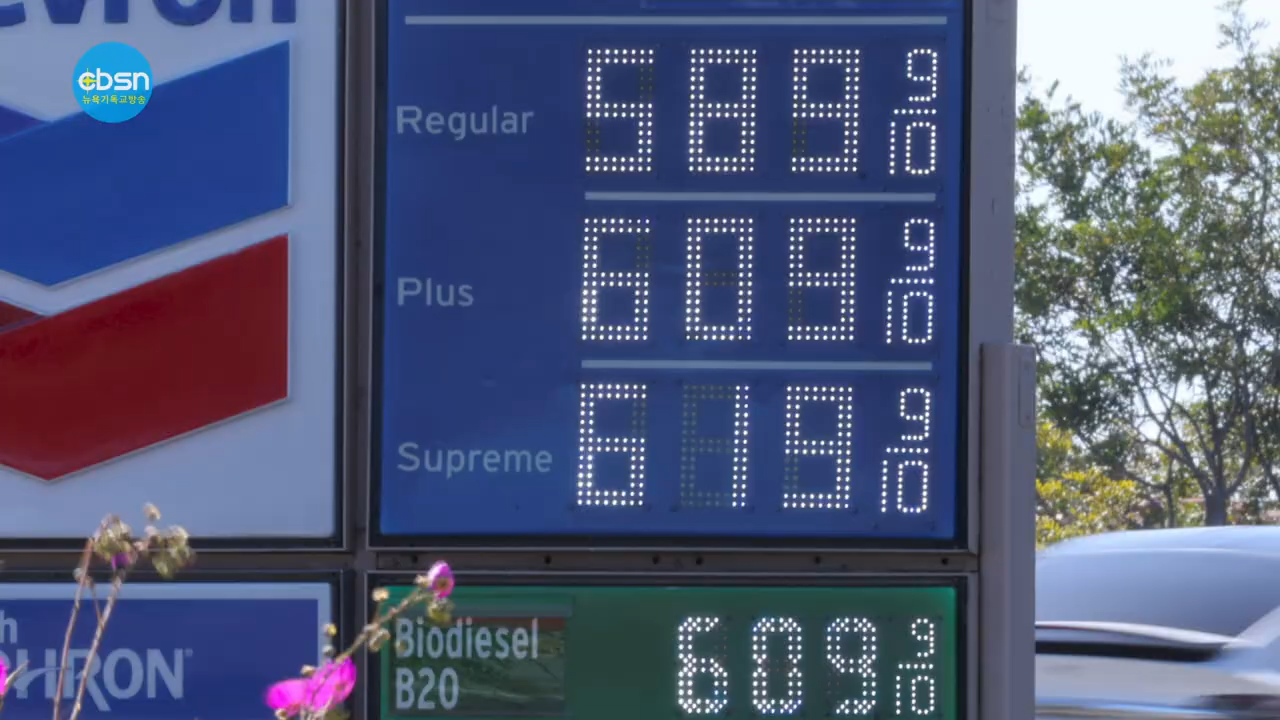 cbsn
뉴욕기독교방송
Regular 5 8 9 9/10
Plus 6 0 9 9/10
Supreme 6 1 9 9/10
Biodiesel
B20
6 0 9 9/10